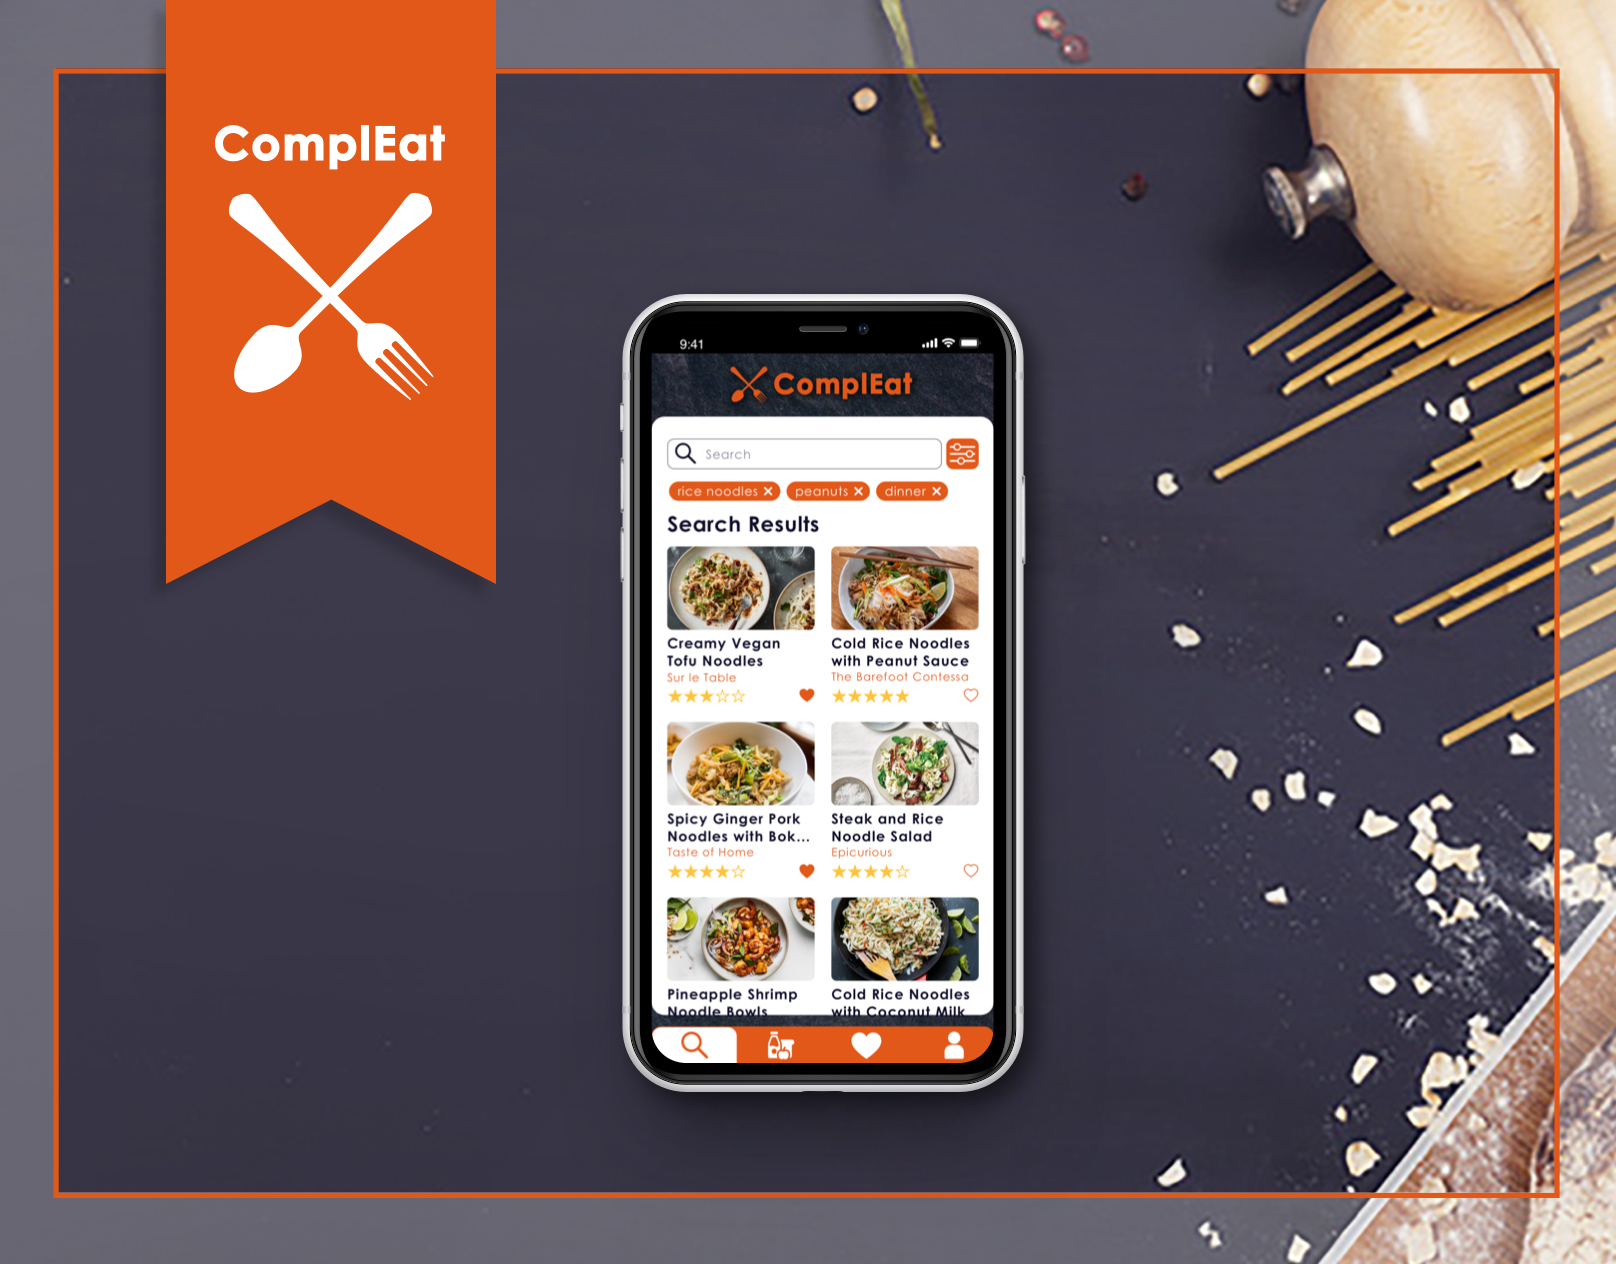 ComplEat
9:41
ComplEat
Search
rice noodles ✕ peanuts ✕ dinner ✕
Search Results
Creamy Vegan
Tofu Noodles
Sur le Table
Cold Rice Noodles
with Peanut Sauce
The Barefoot Contessa
Spicy Ginger Pork
Noodles with Bok...
Taste of Home
Steak and Rice
Noodle Salad
Epicurious
Pineapple Shrimp
Noodle Bowls
Cold Rice Noodles
with Coconut Milk